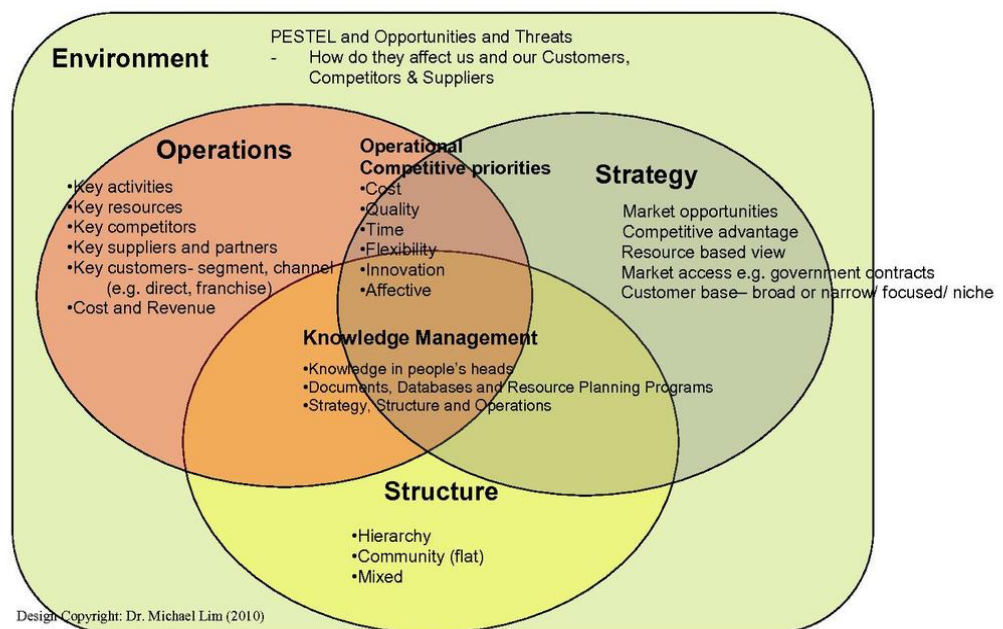 Environment
PESTEL and Opportunities and Threats
- How do they affect us and our Customers,
Competitors & Suppliers
Operations
•Key activities
•Key resources
•Key competitors
•Key suppliers and partners
•Key customers- segment, channel
(e.g. direct, franchise)
•Cost and Revenue
Operational
Competitive priorities
•Cost
•Quality
•Time
•Flexibility
•Innovation
•Affective
Strategy
Market opportunities
Competitive advantage
Resource based view
Market access e.g. government contracts
Customer base– broad or narrow/ focused/ niche
Knowledge Management
•Knowledge in people's heads
•Documents, Databases and Resource Planning Programs
•Strategy, Structure and Operations
Structure
•Hierarchy
•Community (flat)
•Mixed
Design Copyright: Dr. Michael Lim (2010)